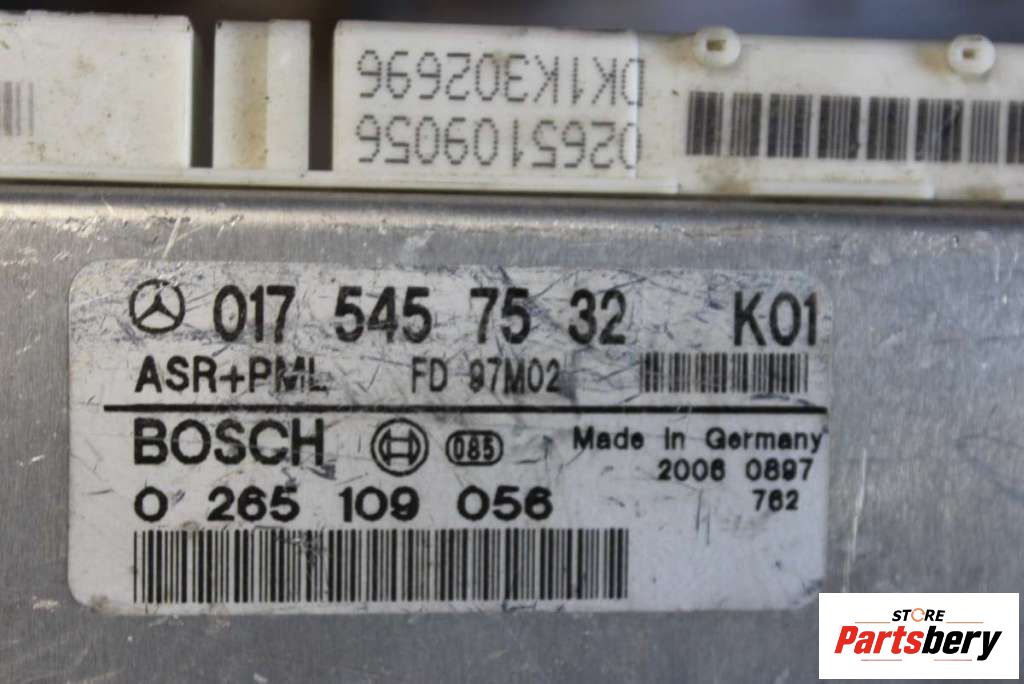 DK1K302696
0265109056
017 545 75 32 K01
ASR+PML FD 97M02
BOSCH 085 Made in Germany
2006 0897
0 265 109 056 762
STORE
Partsbery